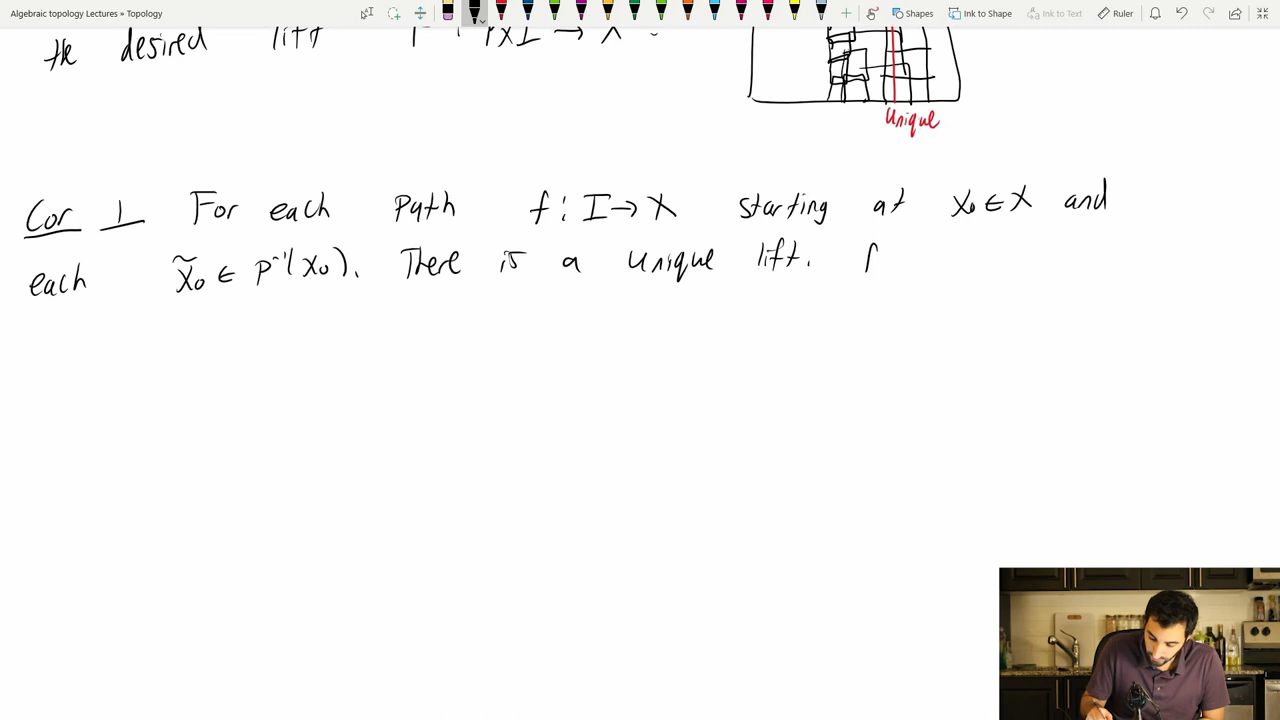 Algebraic topology Lectures » Topology
Shapes
Ink to Shape
Ink to Text
Ruler
the desired lift
Unique
Cor 1 For each path f: I → X starting at x₀ ∈ X and
each x̃₀ ∈ p⁻¹(x₀). There is a unique lift.